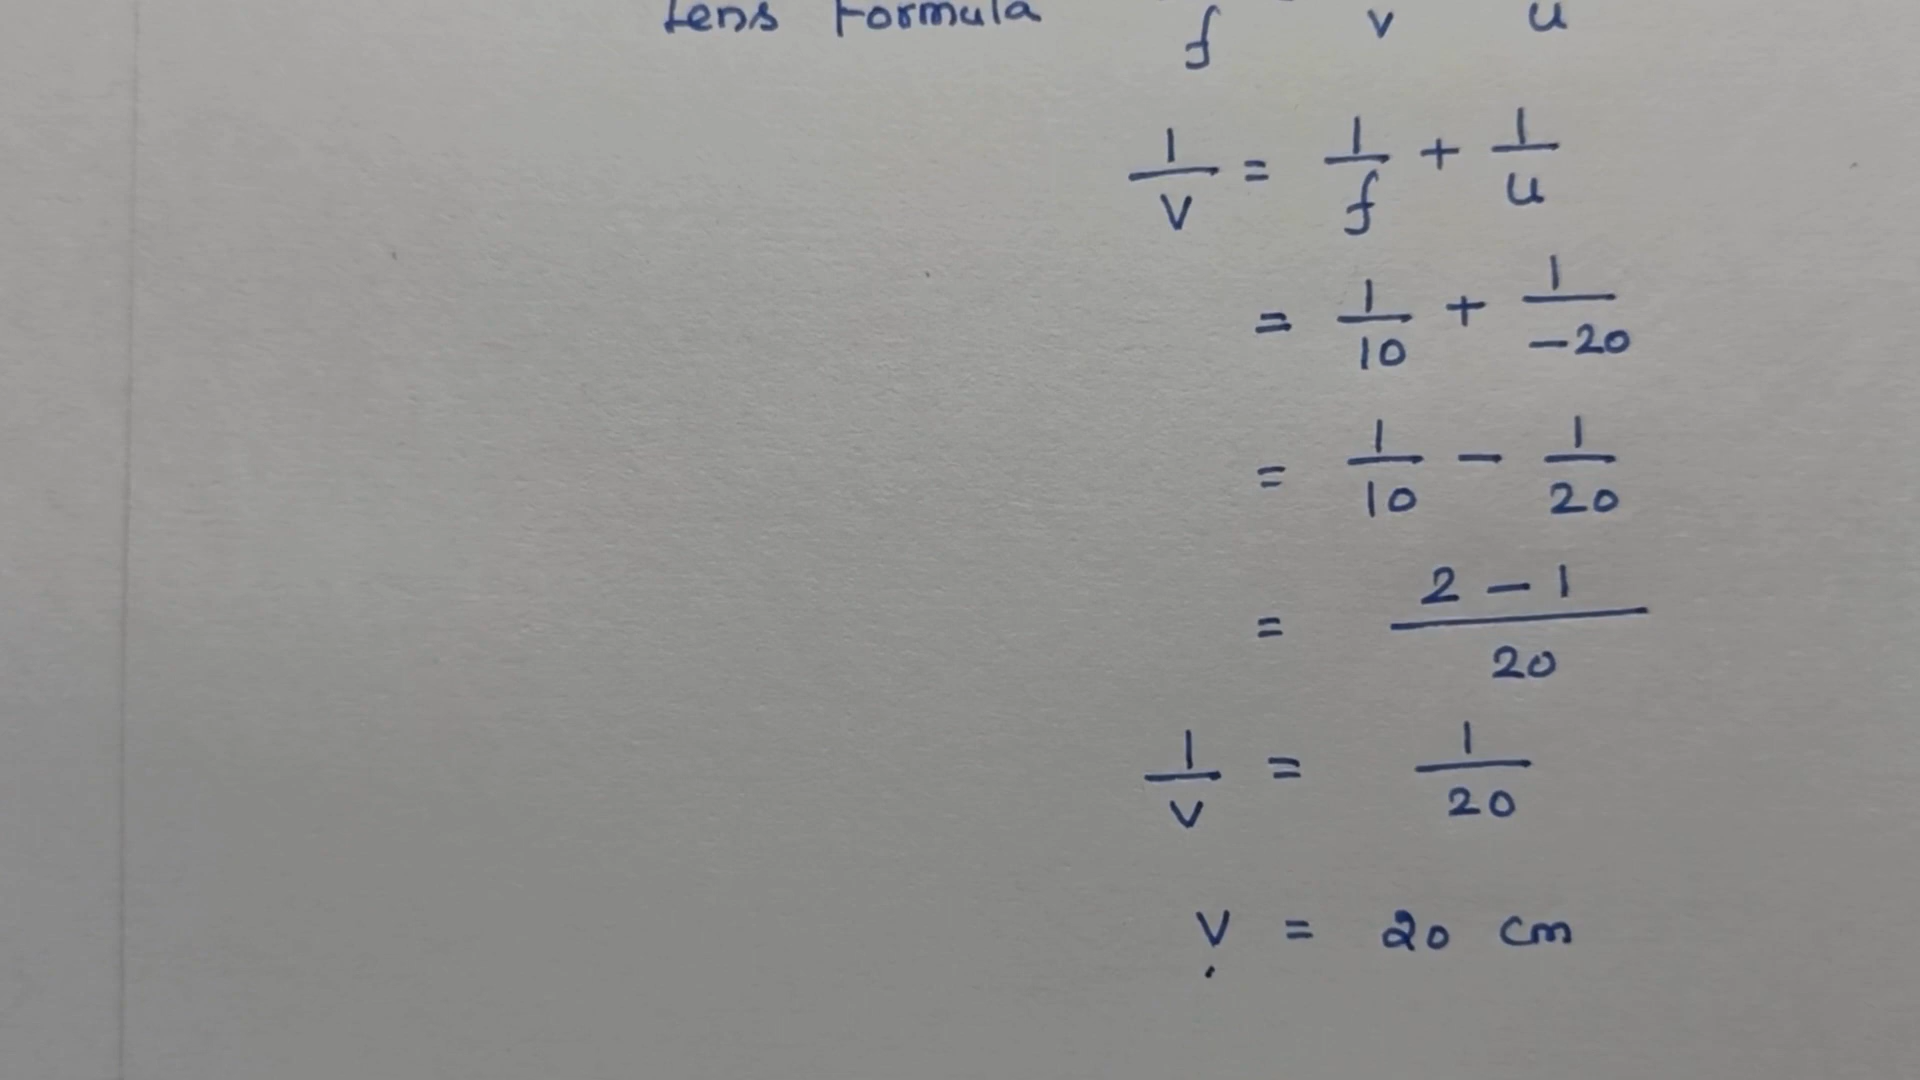 Lens Formula f v u
1/v = 1/f + 1/u
= 1/10 + 1/-20
= 1/10 - 1/20
= 2 - 1/20
1/v = 1/20
v = 20 cm